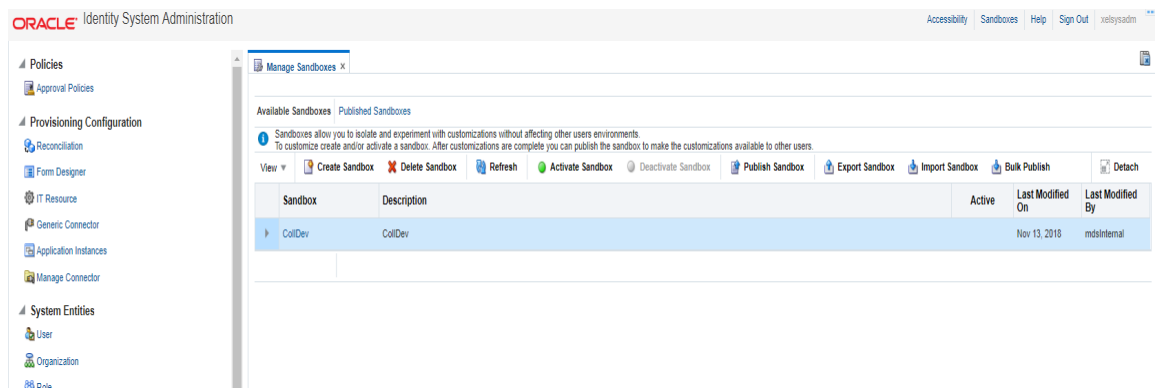 ORACLE Identity System Administration
Accessibility Sandboxes Help Sign Out xelsysadm
Policies
Approval Policies
Provisioning Configuration
Reconciliation
Form Designer
IT Resource
Generic Connector
Application Instances
Manage Connector
System Entities
User
Organization
Role
Manage Sandboxes x
Available Sandboxes Published Sandboxes
Sandboxes allow you to isolate and experiment with customizations without affecting other users environments.
To customize create and/or activate a sandbox. After customizations are complete you can publish the sandbox to make the customizations available to other users.
View Create Sandbox Delete Sandbox Refresh Activate Sandbox Deactivate Sandbox Publish Sandbox Export Sandbox Import Sandbox Bulk Publish Detach
Sandbox Description Active Last Modified On Last Modified By
CollDev CollDev Nov 13, 2018 mdsInternal